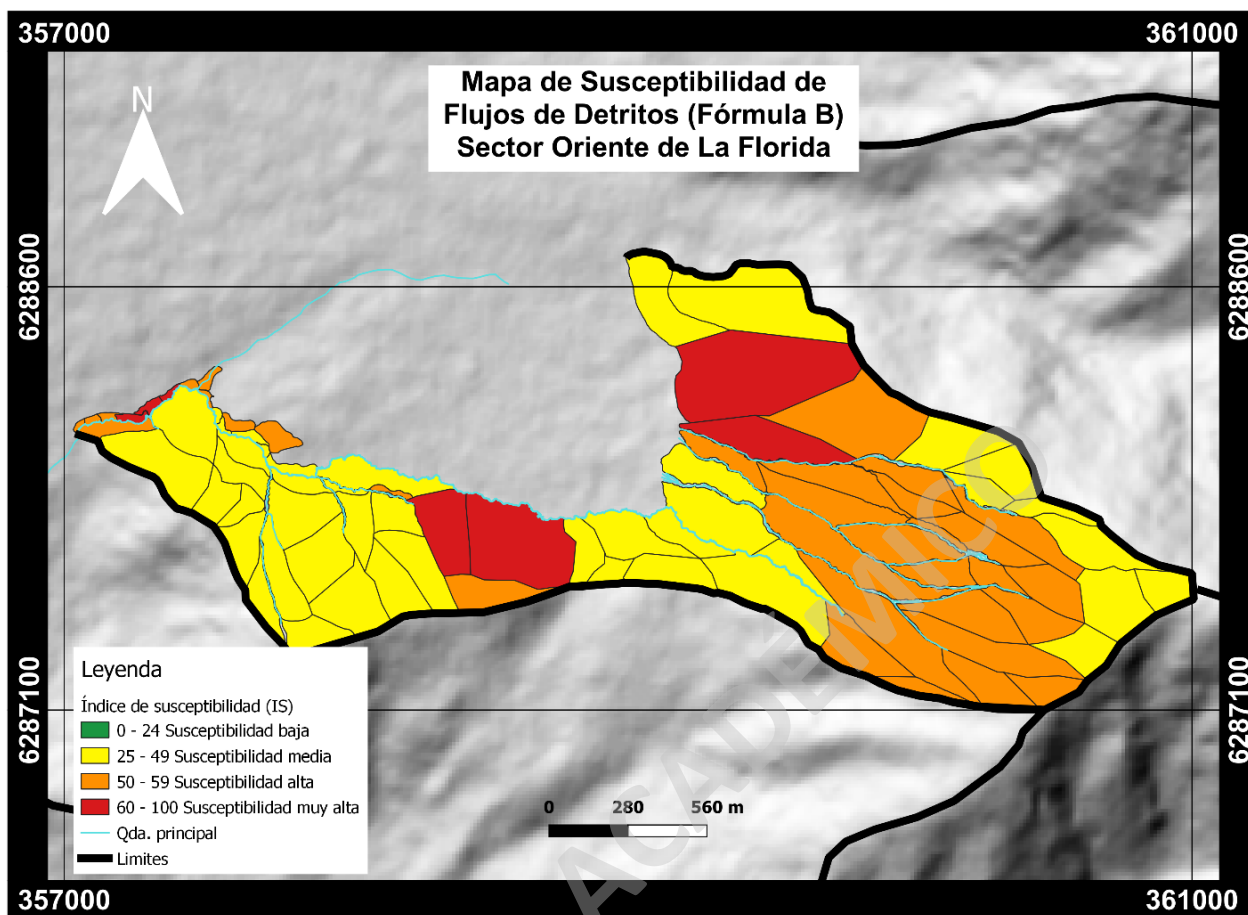 357000
361000
Mapa de Susceptibilidad de
Flujos de Detritos (Fórmula B)
Sector Oriente de La Florida
N
6288600
6288600
6287100
6287100
Leyenda
Índice de susceptibilidad (IS)
0 - 24 Susceptibilidad baja
25 - 49 Susceptibilidad media
50 - 59 Susceptibilidad alta
60 - 100 Susceptibilidad muy alta
Qda. principal
Limites
0 280 560 m
ACADÉMICO
357000
361000